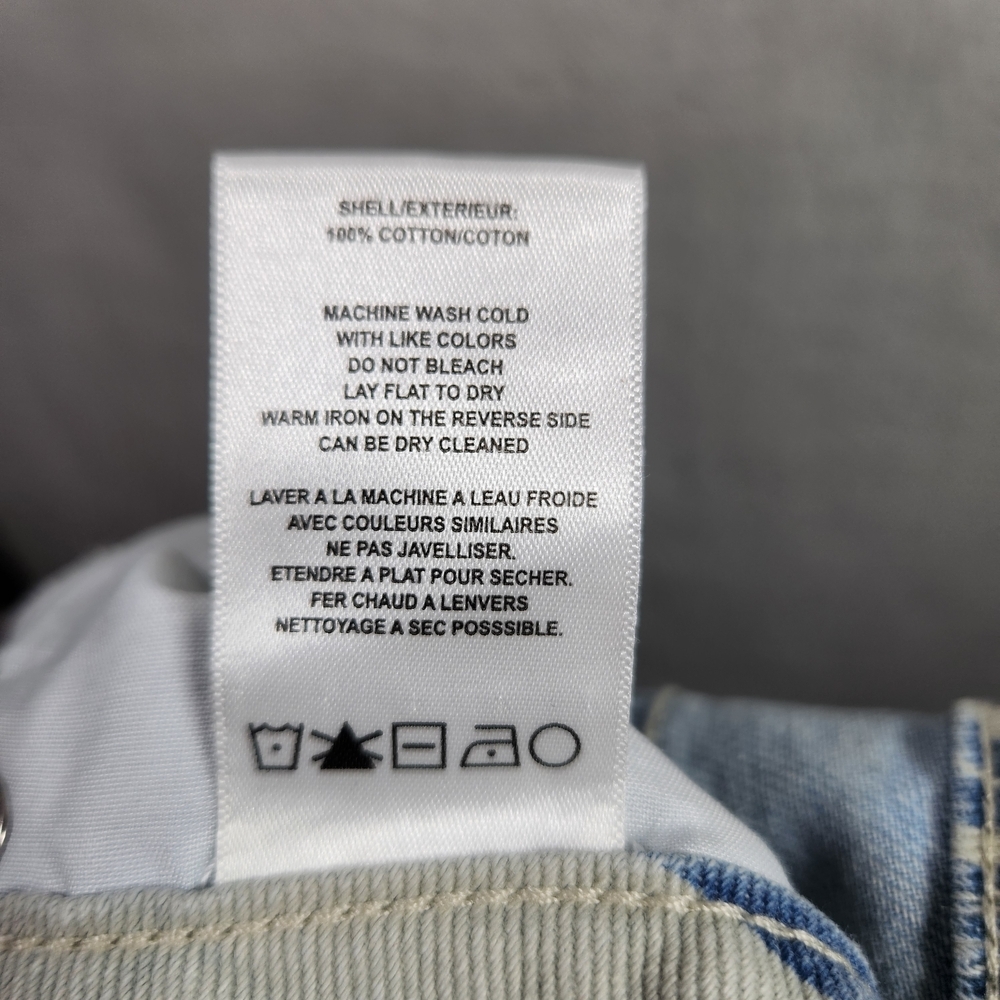 SHELL/EXTERIEUR:
100% COTTON/COTON
MACHINE WASH COLD
WITH LIKE COLORS
DO NOT BLEACH
LAY FLAT TO DRY
WARM IRON ON THE REVERSE SIDE
CAN BE DRY CLEANED
LAVER A LA MACHINE A LEAU FROIDE
AVEC COULEURS SIMILAIRES
NE PAS JAVELLISER.
ETENDRE A PLAT POUR SECHER.
FER CHAUD A LENVERS
NETTOYAGE A SEC POSSSIBLE.